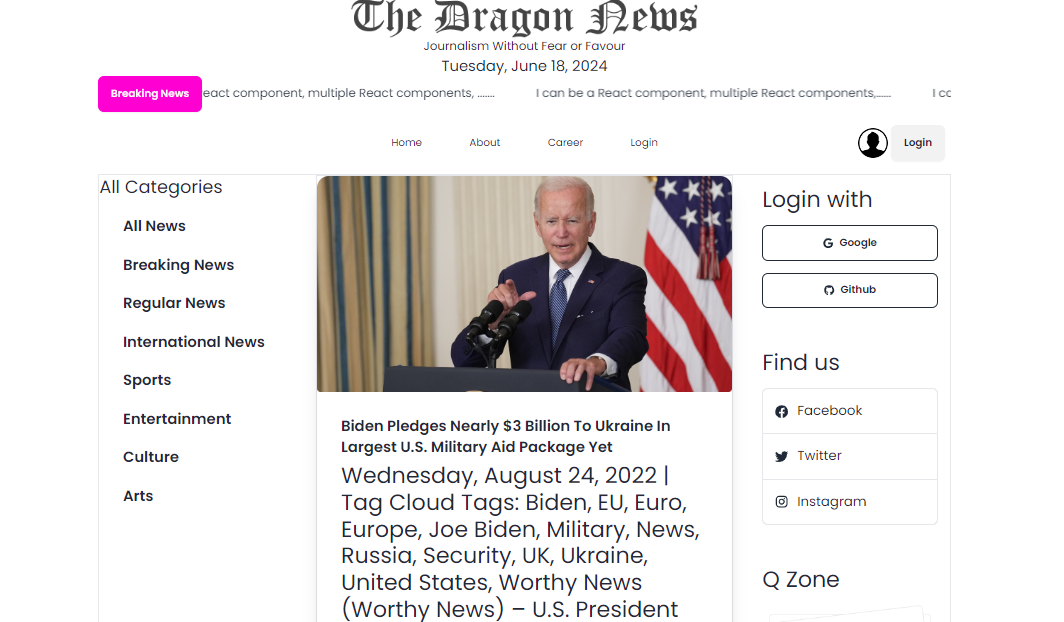 The Dragon News
Journalism Without Fear or Favour
Tuesday, June 18, 2024
Breaking News
eact component, multiple React components, .......
I can be a React component, multiple React components,......
I
Home About Career Login
Login
All Categories
All News
Breaking News
Regular News
International News
Sports
Entertainment
Culture
Arts
Biden Pledges Nearly $3 Billion To Ukraine In
Largest U.S. Military Aid Package Yet
Wednesday, August 24, 2022 |
Tag Cloud Tags: Biden, EU, Euro,
Europe, Joe Biden, Military, News,
Russia, Security, UK, Ukraine,
United States, Worthy News
(Worthy News) – U.S. President
Login with
Google
Github
Find us
Facebook
Twitter
Instagram
Q Zone